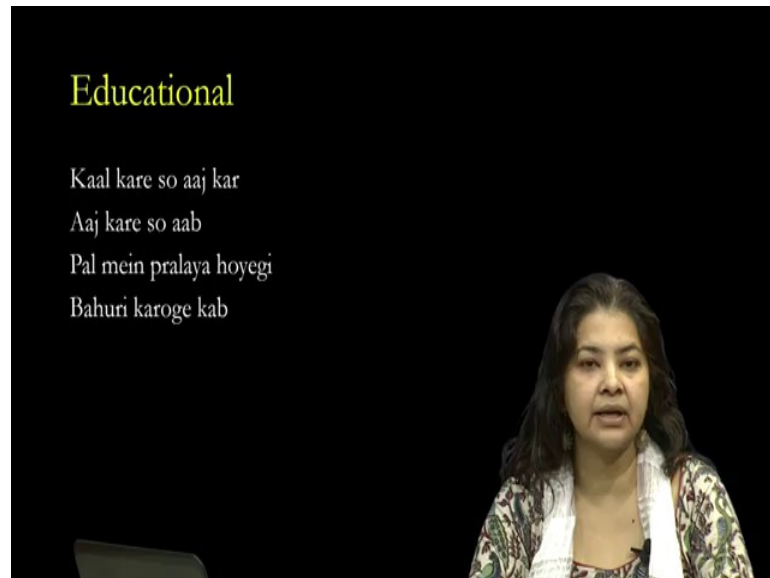 Educational
Kaal kare so aaj kar
Aaj kare so aab
Pal mein pralaya hoyegi
Bahuri karoge kab